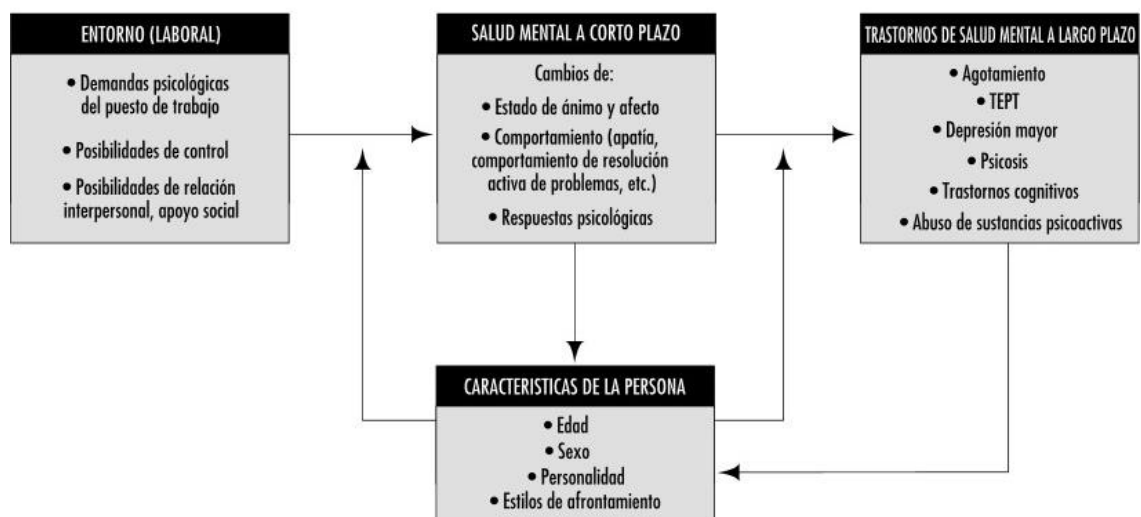 ENTORNO (LABORAL)
• Demandas psicológicas
del puesto de trabajo
• Posibilidades de control
• Posibilidades de relación
interpersonal, apoyo social
SALUD MENTAL A CORTO PLAZO
Cambios de:
• Estado de ánimo y afecto
• Comportamiento (apatía,
comportamiento de resolución
activa de problemas, etc.)
• Respuestas psicológicas
TRASTORNOS DE SALUD MENTAL A LARGO PLAZO
• Agotamiento
• TEPT
• Depresión mayor
• Psicosis
• Trastornos cognitivos
• Abuso de sustancias psicoactivas
CARACTERISTICAS DE LA PERSONA
• Edad
• Sexo
• Personalidad
• Estilos de afrontamiento